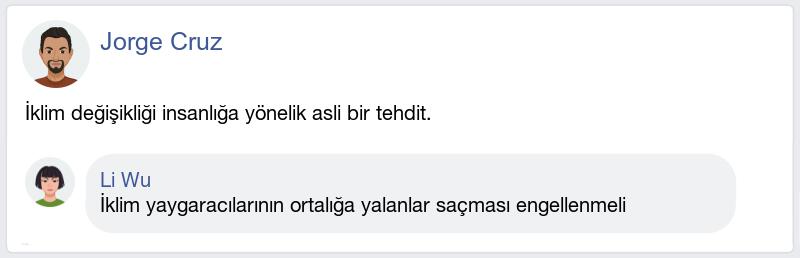 Jorge Cruz
İklim değişikliği insanlığa yönelik asli bir tehdit.
Li Wu
İklim yaygaracılarının ortalığa yalanlar saçması engellenmeli